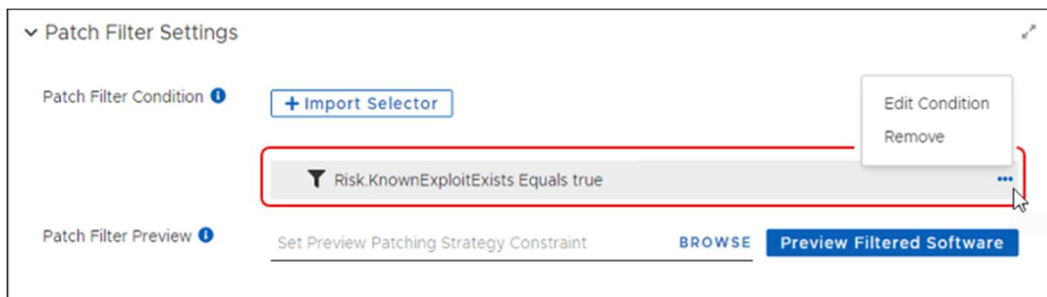 Patch Filter Settings
Patch Filter Condition
+ Import Selector
Edit Condition
Remove
Risk.KnownExploitExists Equals true
Patch Filter Preview
Set Preview Patching Strategy Constraint
BROWSE
Preview Filtered Software